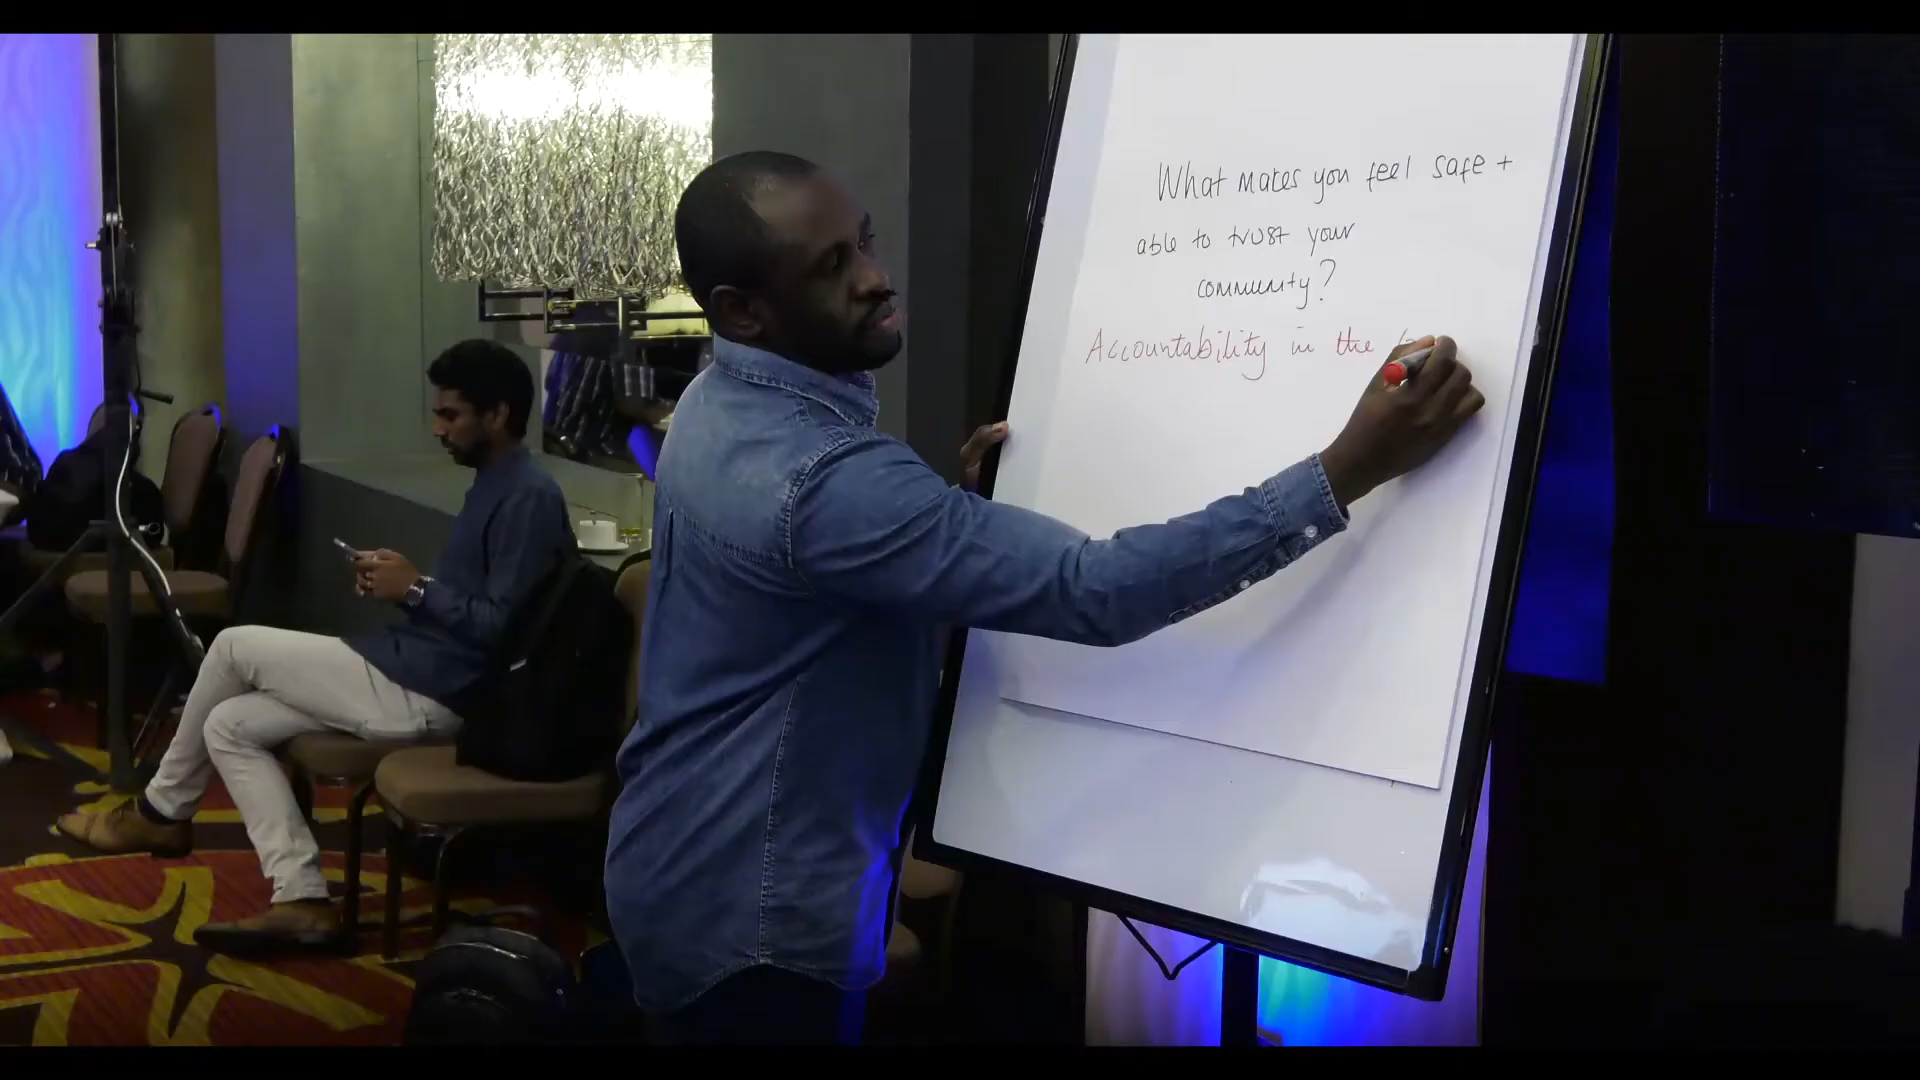 What makes you feel safe +
able to trust your
community?
Accountability in the